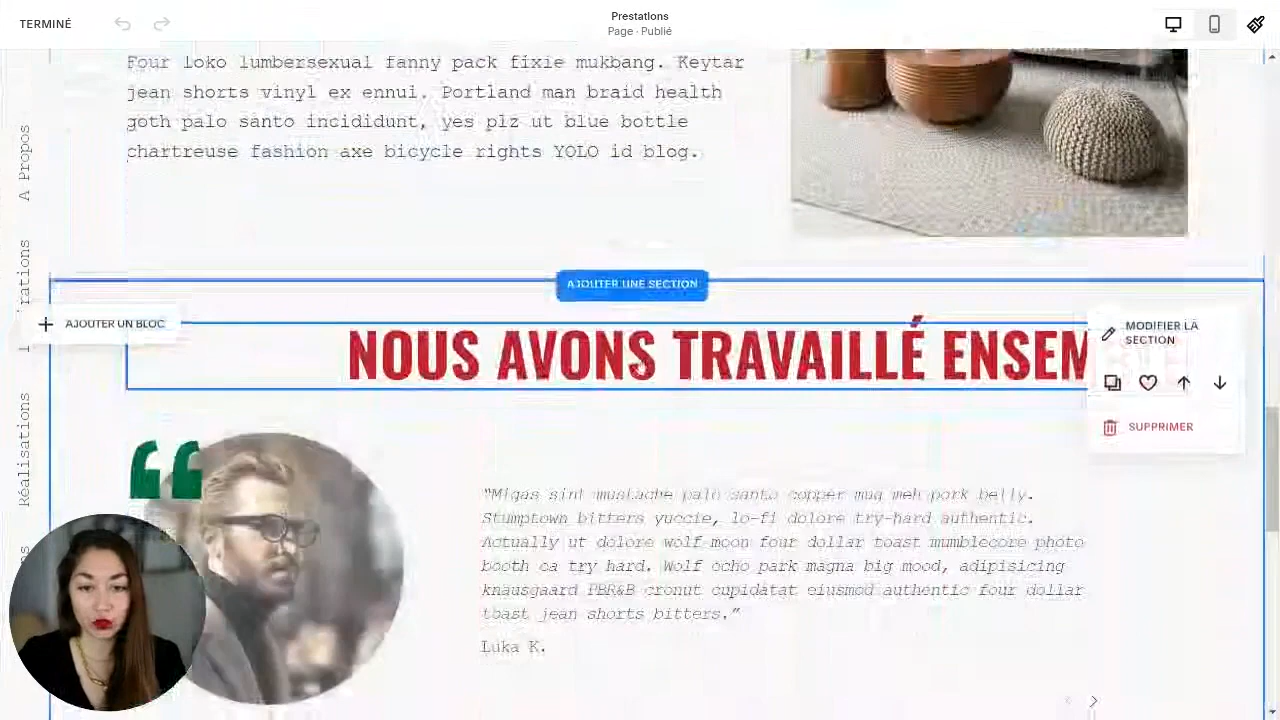 TERMINÉ
Prestations
Page · Publié
Four loko lumbersexual fanny pack fixie mukbang. Keytar
jean shorts vinyl ex ennui. Portland man braid health
goth palo santo incididunt, yes plz ut blue bottle
chartreuse fashion axe bicycle rights YOLO id blog.
A Propos
Réalisations
AJOUTER UNE SECTION
AJOUTER UN BLOC
NOUS AVONS TRAVAILLÉ
MODIFIER LA
SECTION
SUPPRIMER
"Migas sint mustache palo santo copper mug meh pork belly.
Stumptown bitters yuccie, lo-fi dolore try-hard authentic.
Actually ut dolore wolf moon four dollar toast mumblecore photo
booth ea try hard. Wolf echo park magna big mood, adipisicing
knausgaard PBR&B cronut cupidatat eiusmod authentic four dollar
toast jean shorts bitters."
Luka K.